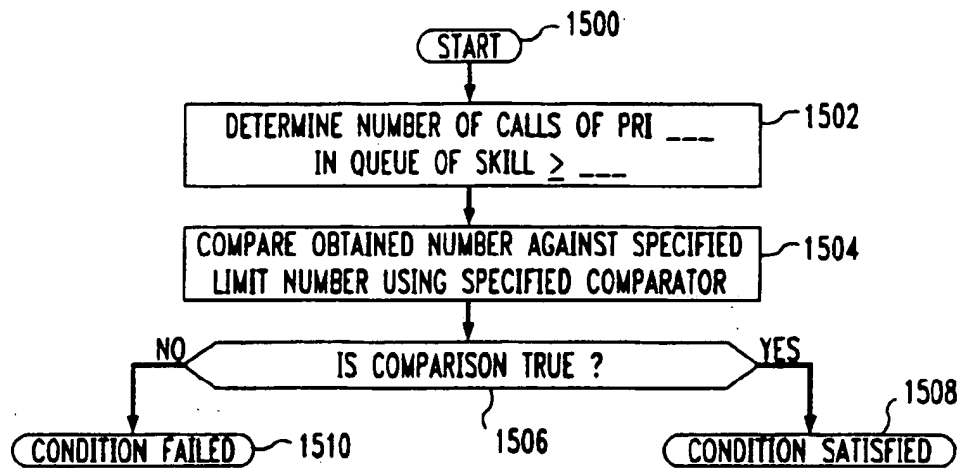 START
1500
DETERMINE NUMBER OF CALLS OF PRI ___
IN QUEUE OF SKILL ≥ ___
1502
COMPARE OBTAINED NUMBER AGAINST SPECIFIED
LIMIT NUMBER USING SPECIFIED COMPARATOR
1504
NO
IS COMPARISON TRUE ?
YES
1506
CONDITION FAILED
1510
CONDITION SATISFIED
1508